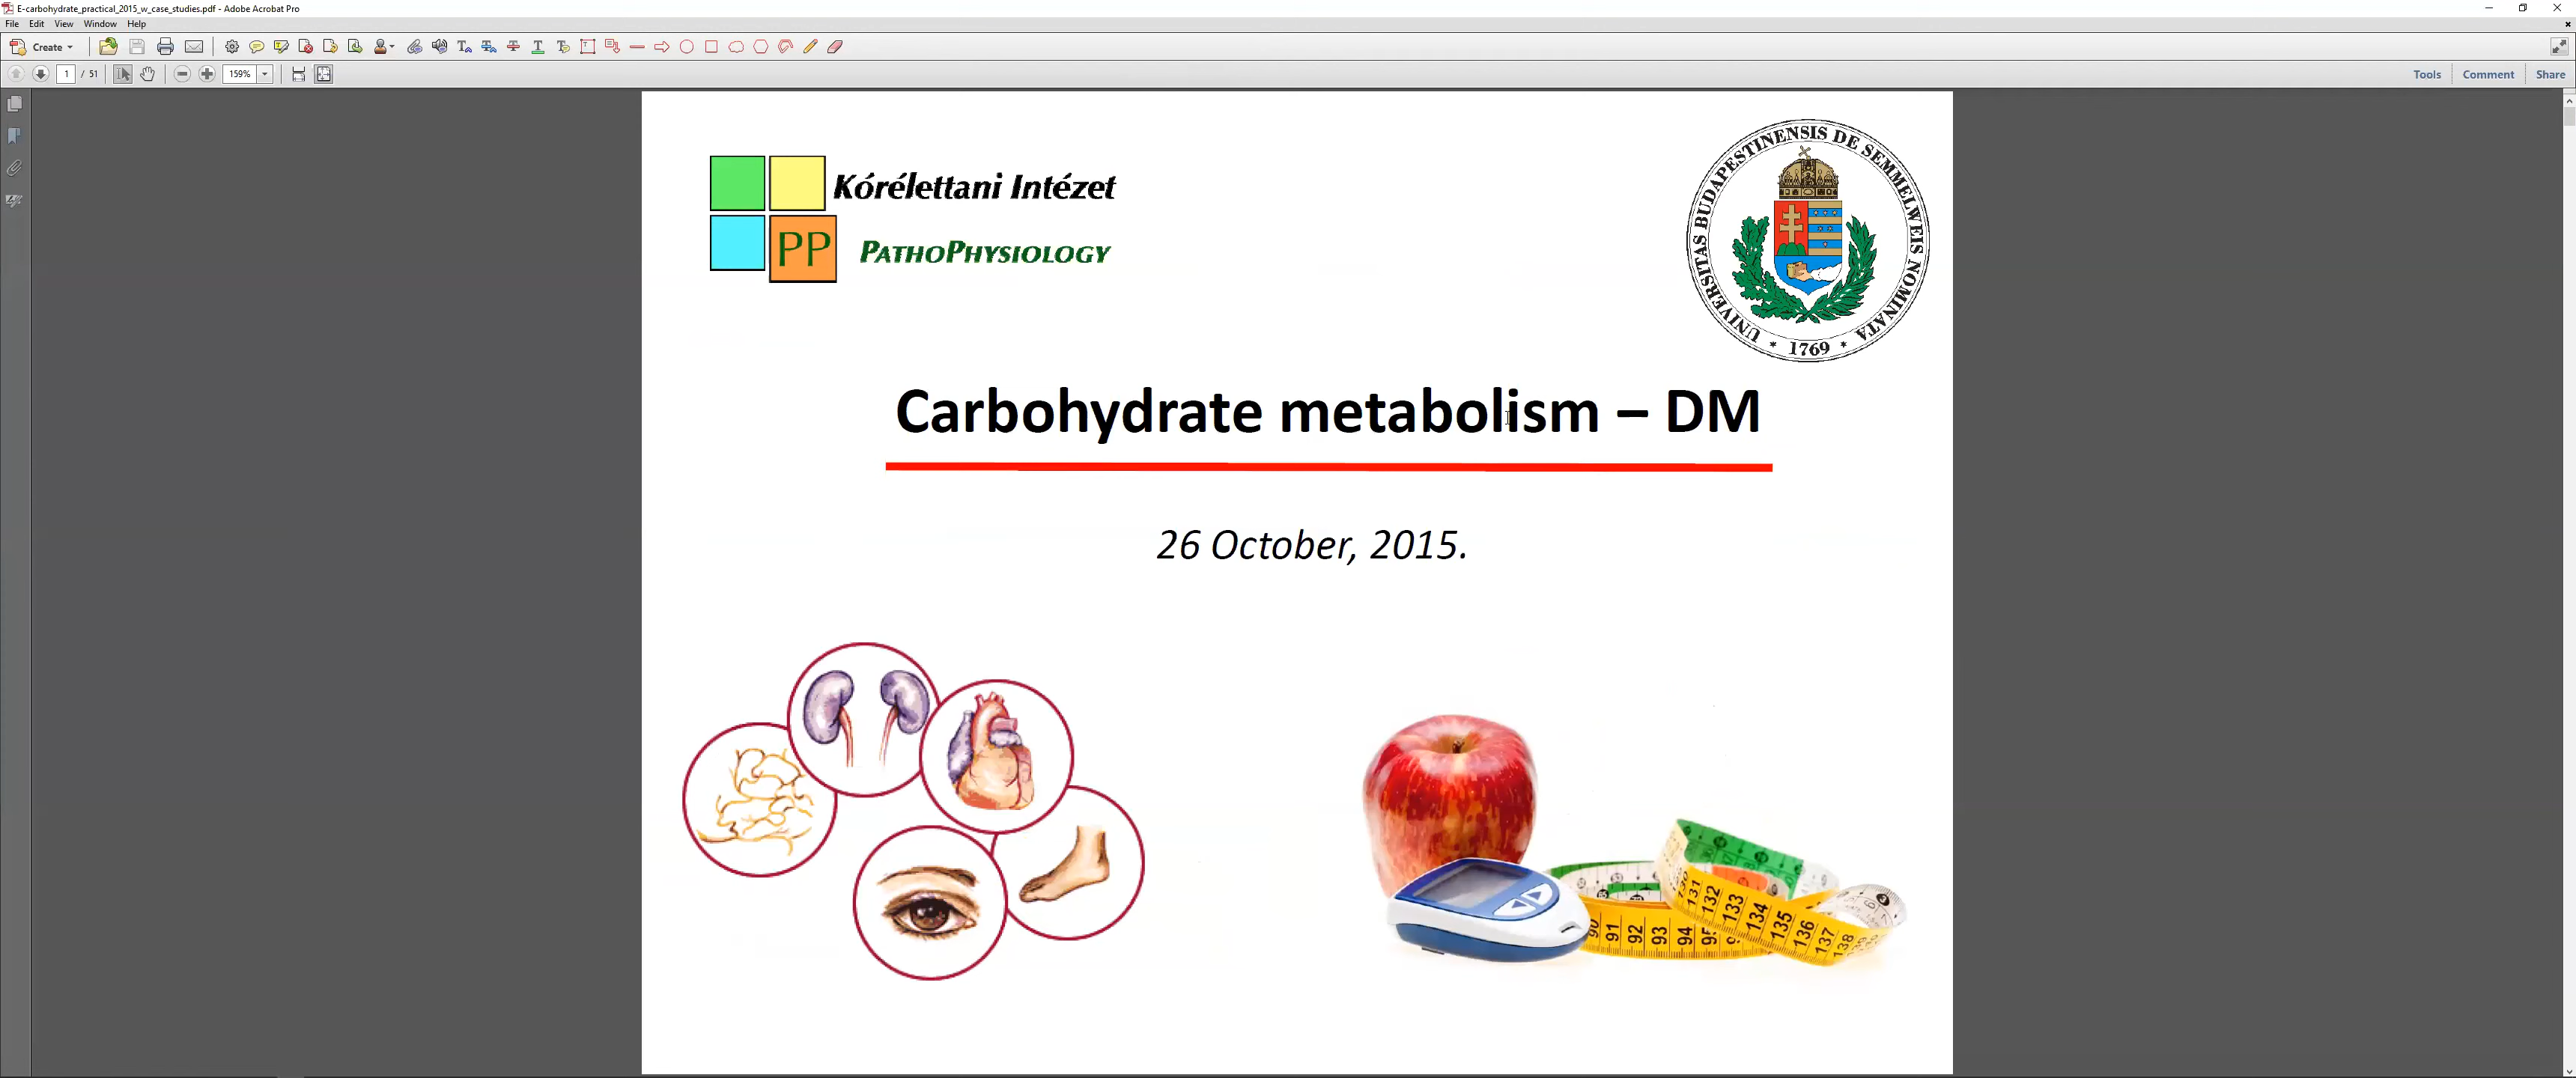 E-carbohydrate_practical_2015_w_case_studies.pdf - Adobe Acrobat Pro
File Edit View Window Help
Create
1 / 51 159% Tools Comment Share
Kórélettani Intézet
PP PATHOPHYSIOLOGY
UNIVERSITAS BUDAPESTINENSIS DE SEMMELWEIS NOMINATA
* 1769 *
Carbohydrate metabolism – DM
26 October, 2015.
131 132 133 134 135 136 137 138
90 91 92 93 94 95